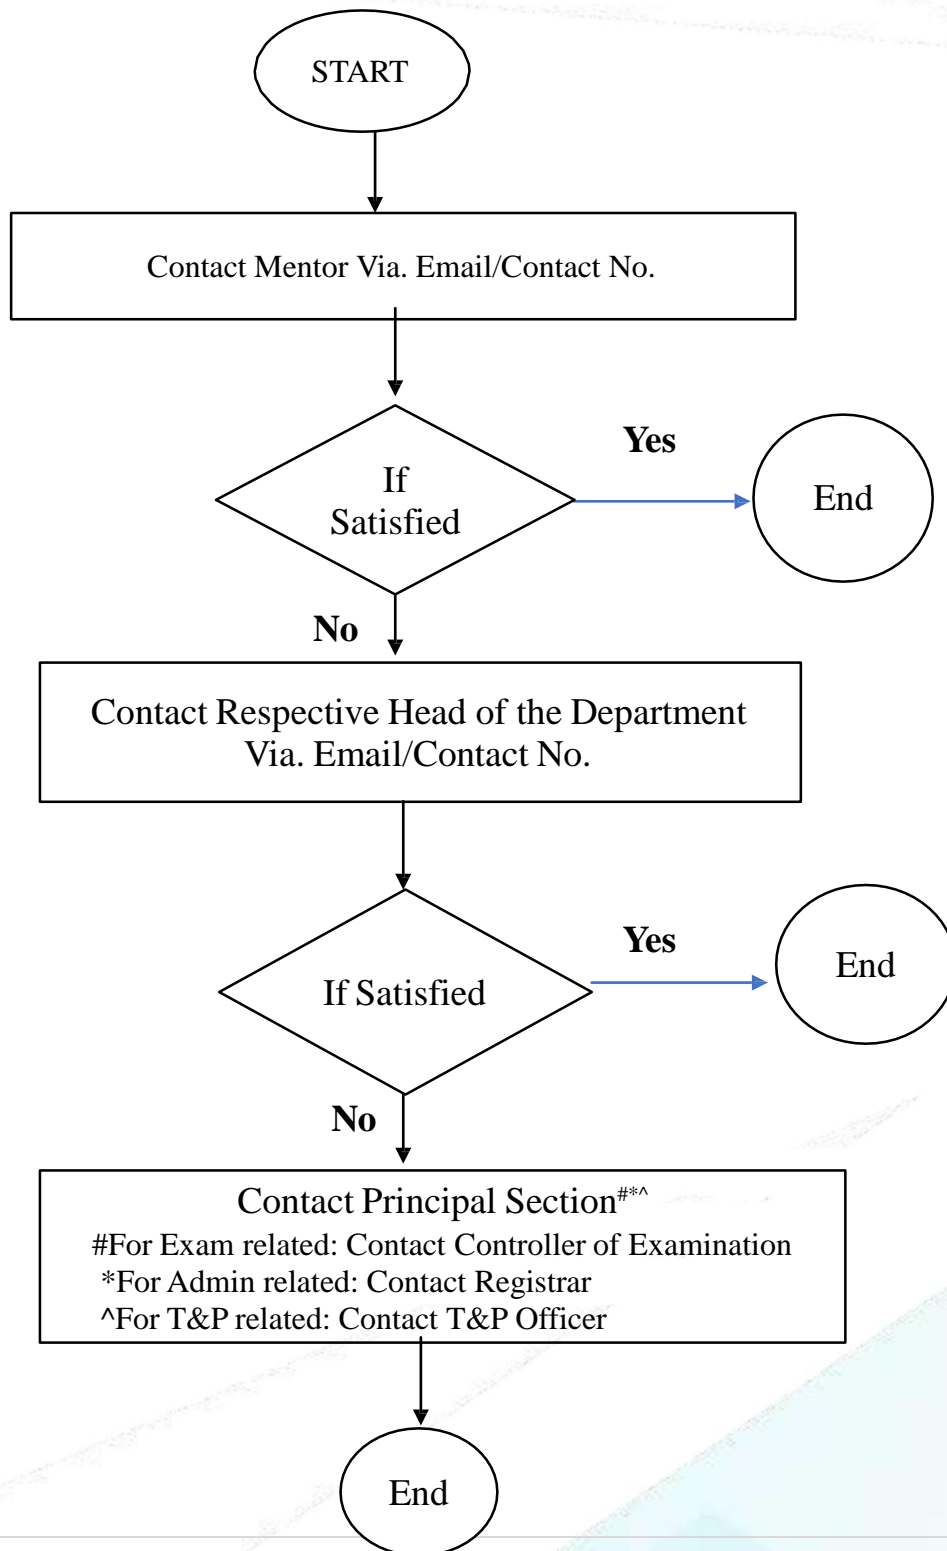 START
Contact Mentor Via. Email/Contact No.
If
Satisfied
Yes
End
No
Contact Respective Head of the Department
Via. Email/Contact No.
If Satisfied
Yes
End
No
Contact Principal Section#*^
#For Exam related: Contact Controller of Examination
*For Admin related: Contact Registrar
^For T&P related: Contact T&P Officer
End